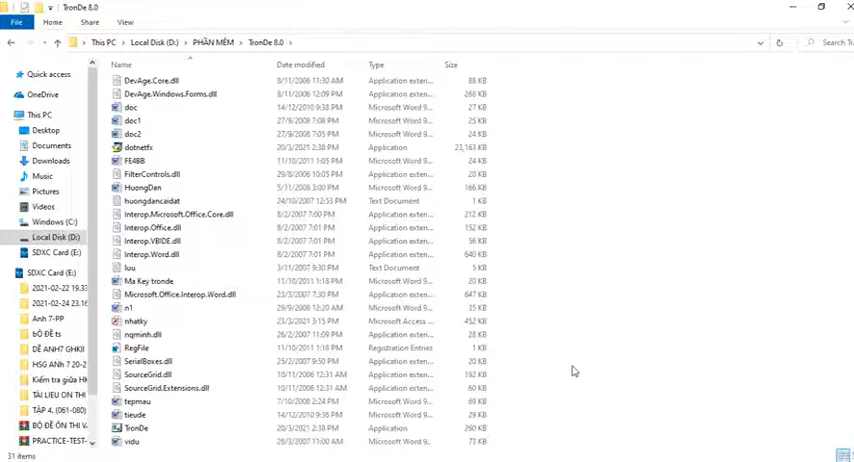 TronDe 8.0
File Home Share View
This PC > Local Disk (D:) > PHẦN MỀM > TronDe 8.0 >
Search Tron
Name Date modified Type Size
Quick access
OneDrive
This PC
Desktop
Documents
Downloads
Music
Pictures
Videos
Windows (C:)
Local Disk (D:)
SDXC Card (E:)
SDXC Card (E:)
2021-02-22 19.33
2021-02-24 23.16
Anh 7-PP
bộ ĐỀ ts
DỀ ANH7 GHKII
HSG ANh 7 20-2
Kiểm tra giữa HK
TAI LIEU ON THI
TẬP 4. (061-080)
BỘ ĐỀ ÔN THI VÀ
PRACTICE-TEST-
DevAge.Core.dll 8/11/2006 11:30 AM Application exten... 88 KB
DevAge.Windows.Forms.dll 8/11/2006 12:09 PM Application exten... 268 KB
doc 14/12/2010 9:38 PM Microsoft Word 9... 27 KB
doc1 27/9/2008 7:08 PM Microsoft Word 9... 25 KB
doc2 27/9/2008 7:05 PM Microsoft Word 9... 24 KB
dotnetfx 20/3/2021 2:38 PM Application 23,163 KB
FE4BB 11/10/2011 1:05 PM Microsoft Word 9... 24 KB
FilterControls.dll 29/8/2006 10:05 PM Application exten... 20 KB
HuongDan 5/11/2008 3:00 PM Microsoft Word 9... 166 KB
huongdancaidat 24/10/2007 12:53 PM Text Document 1 KB
Interop.Microsoft.Office.Core.dll 8/2/2007 7:00 PM Application exten... 212 KB
Interop.Office.dll 8/2/2007 7:01 PM Application exten... 152 KB
Interop.VBIDE.dll 8/2/2007 7:01 PM Application exten... 56 KB
Interop.Word.dll 8/2/2007 7:01 PM Application exten... 640 KB
luu 3/11/2007 9:30 PM Text Document 5 KB
Ma Key tronde 11/10/2011 1:18 PM Microsoft Word 9... 20 KB
Microsoft.Office.Interop.Word.dll 23/3/2007 7:30 PM Application exten... 647 KB
n1 29/9/2008 12:20 AM Microsoft Word 9... 35 KB
nhatky 23/3/2021 3:15 PM Microsoft Access ... 452 KB
nqminh.dll 26/2/2007 11:09 PM Application exten... 28 KB
RegFile 11/10/2011 1:18 PM Registration Entries 1 KB
SerialBoxes.dll 25/2/2007 9:50 PM Application exten... 20 KB
SourceGrid.dll 10/11/2006 12:31 AM Application exten... 192 KB
SourceGrid.Extensions.dll 10/11/2006 12:31 AM Application exten... 60 KB
tepmau 7/10/2008 2:24 PM Microsoft Word 9... 69 KB
tieude 14/12/2010 9:36 PM Microsoft Word 9... 29 KB
TronDe 20/3/2021 2:38 PM Application 260 KB
vidu 26/3/2007 11:00 AM Microsoft Word 9... 73 KB
31 items